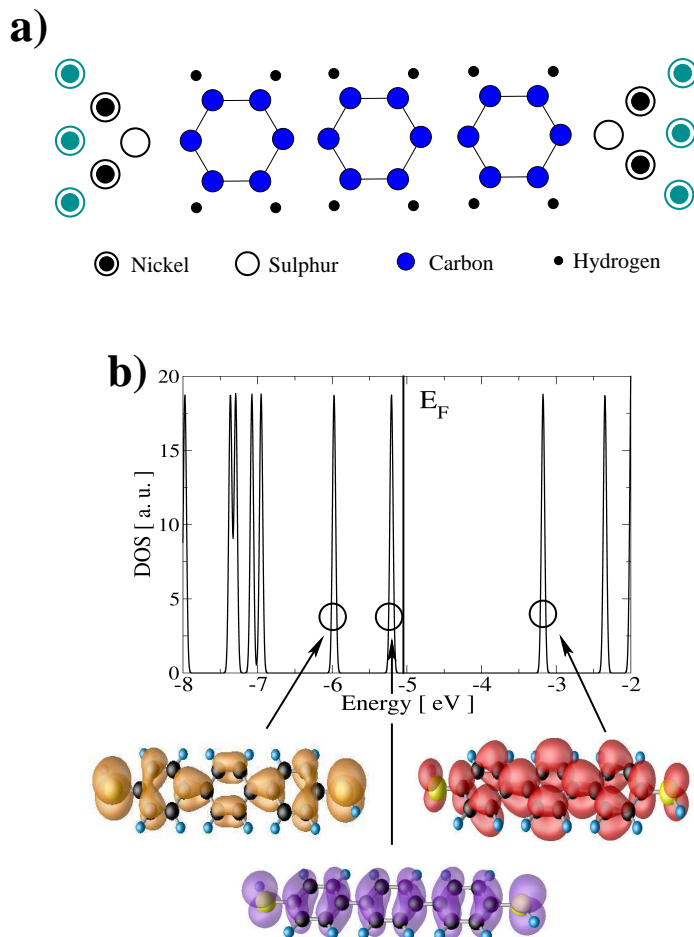 a)
Nickel Sulphur Carbon Hydrogen
b)
20
15
10
5
0
DOS [ a. u. ]
E_F
-8 -7 -6 -5 -4 -3 -2
Energy [ eV ]